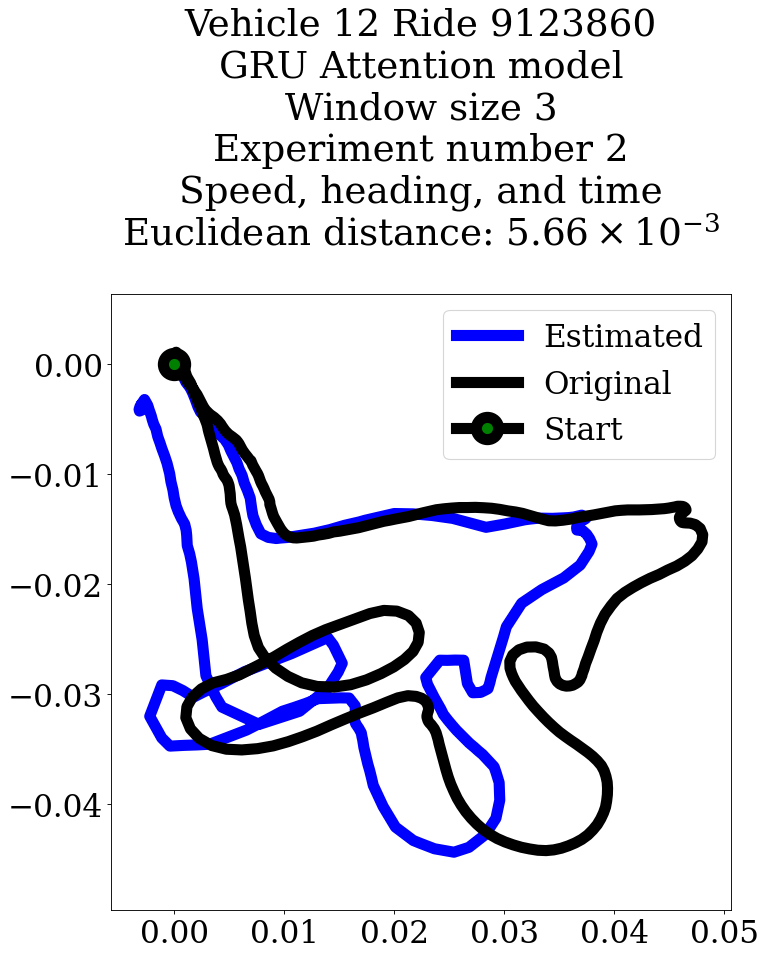 Vehicle 12 Ride 9123860
GRU Attention model
Window size 3
Experiment number 2
Speed, heading, and time
Euclidean distance: 5.66 × 10⁻³
Estimated
Original
Start
0.00
−0.01
−0.02
−0.03
−0.04
0.00 0.01 0.02 0.03 0.04 0.05